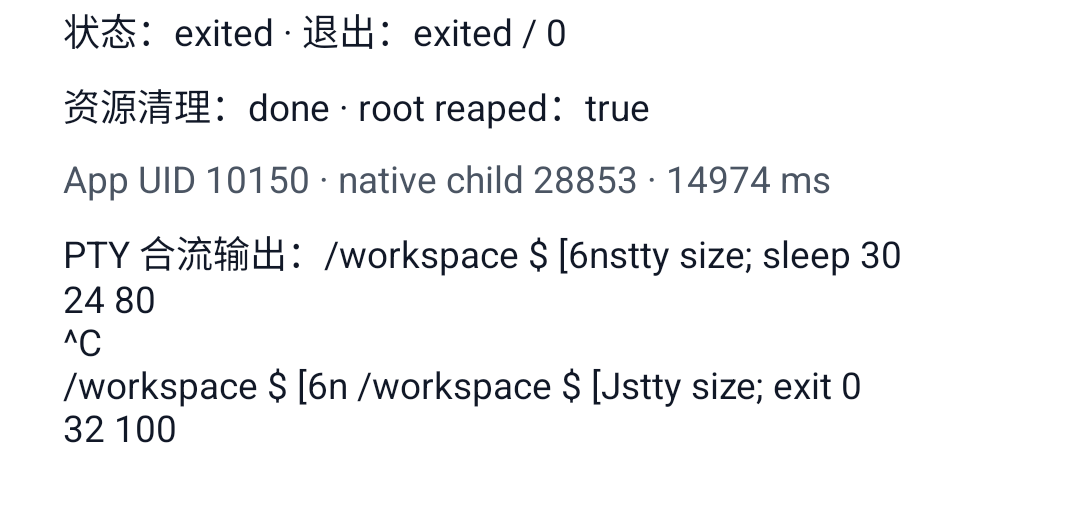 状态：exited · 退出：exited / 0
资源清理：done · root reaped：true
App UID 10150 · native child 28853 · 14974 ms
PTY 合流输出：/workspace $ [6nstty size; sleep 30
24 80
^C
/workspace $ [6n /workspace $ [Jstty size; exit 0
32 100